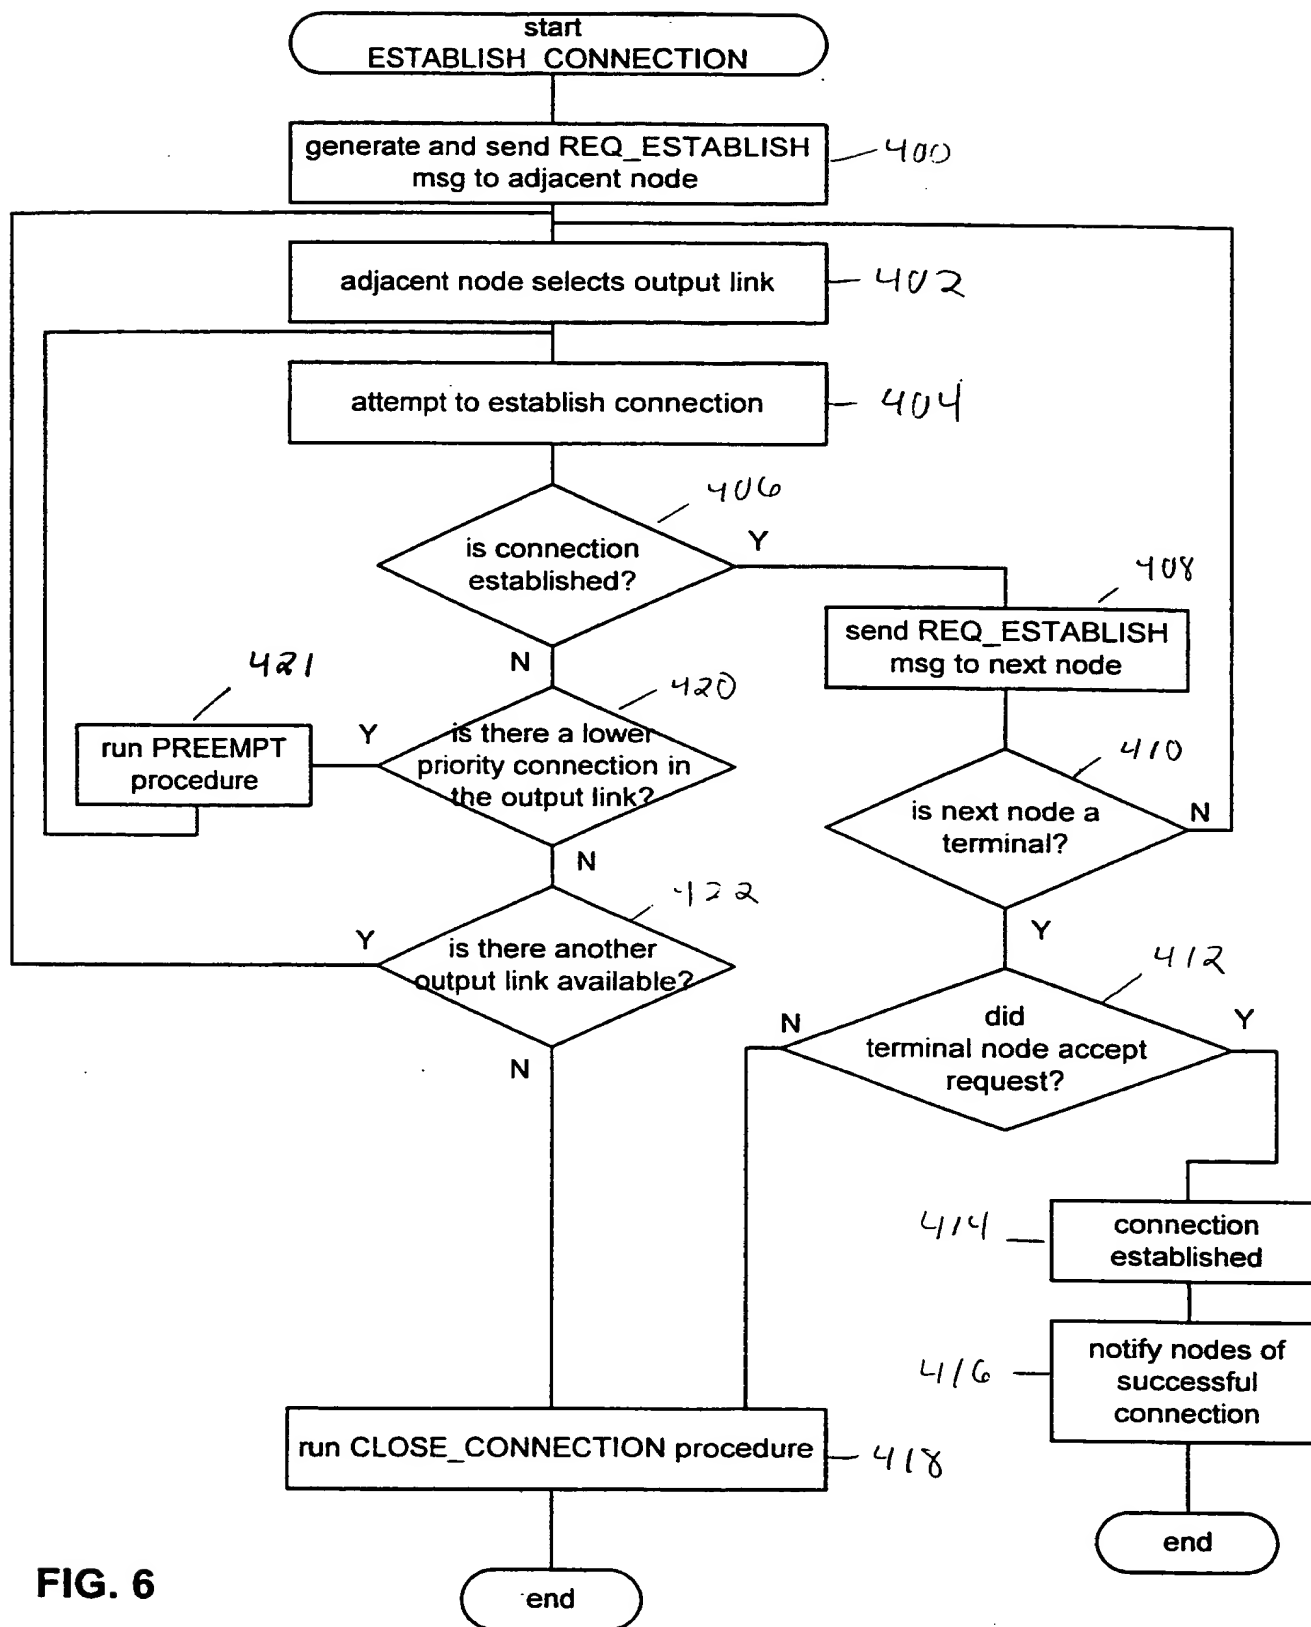 start
ESTABLISH_CONNECTION
generate and send REQ_ESTABLISH
msg to adjacent node
400
adjacent node selects output link
402
attempt to establish connection
404
406
is connection
established?
Y
N
408
send REQ_ESTABLISH
msg to next node
421
run PREEMPT
procedure
Y
420
is there a lower
priority connection in
the output link?
N
410
is next node a
terminal?
N
Y
422
Y
is there another
output link available?
N
412
N
did
terminal node accept
request?
Y
414
connection
established
416
notify nodes of
successful
connection
run CLOSE_CONNECTION procedure
418
end
end
FIG. 6